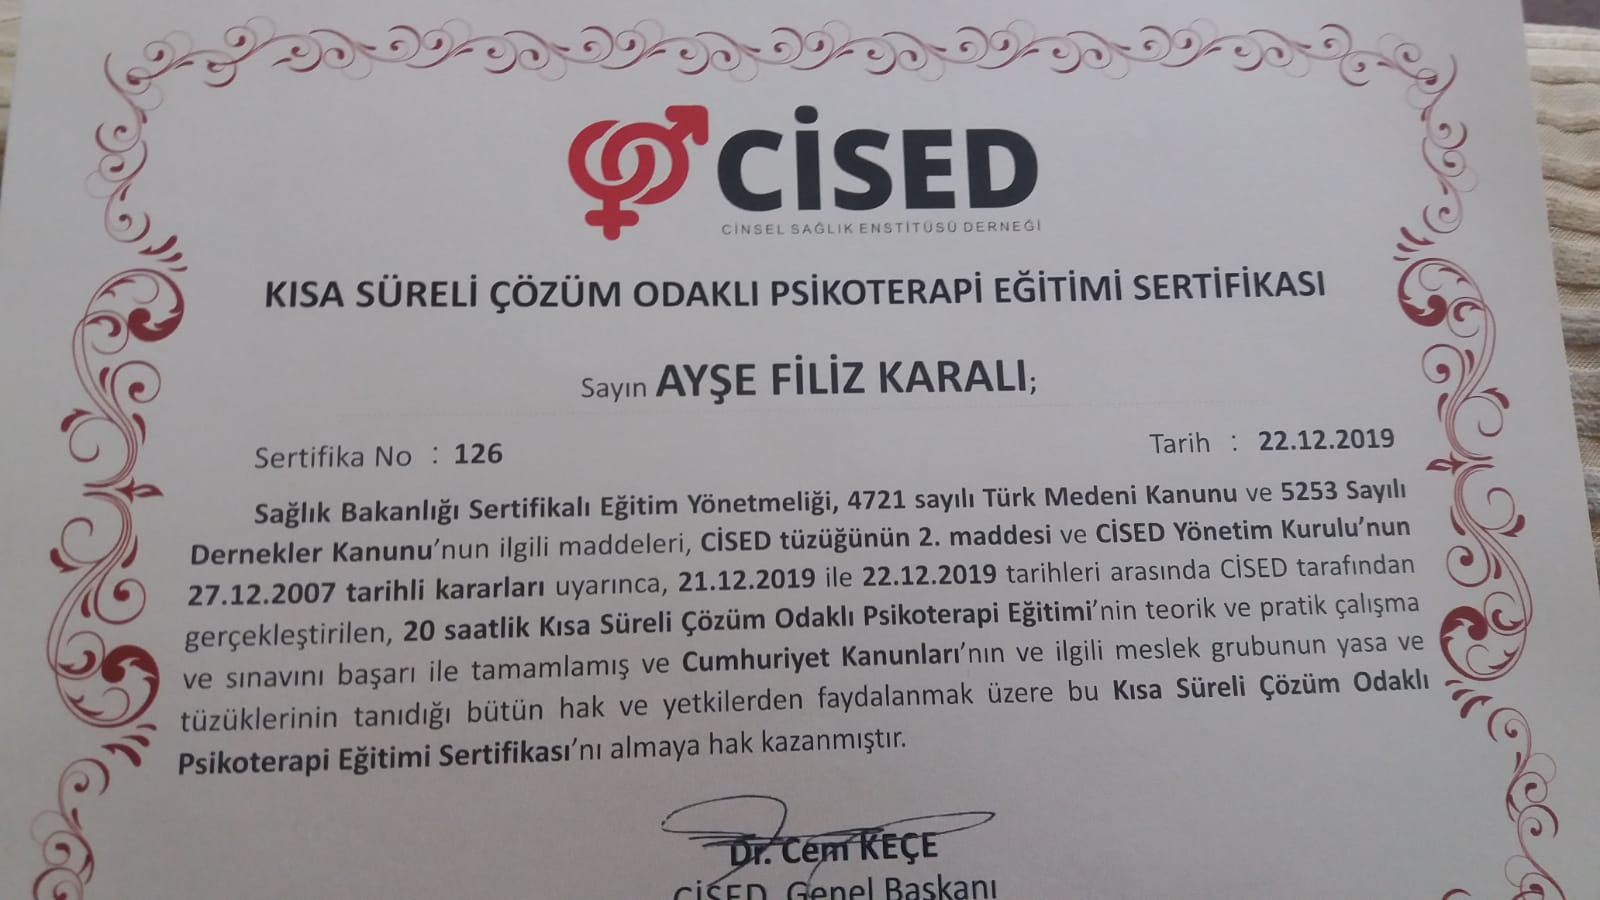 CİSED
CİNSEL SAĞLIK ENSTİTÜSÜ DERNEĞİ
KISA SÜRELİ ÇÖZÜM ODAKLI PSİKOTERAPİ EĞİTİMİ SERTİFİKASI
Sayın AYŞE FİLİZ KARALI;
Sertifika No : 126 Tarih : 22.12.2019
Sağlık Bakanlığı Sertifikalı Eğitim Yönetmeliği, 4721 sayılı Türk Medeni Kanunu ve 5253 Sayılı
Dernekler Kanunu'nun ilgili maddeleri, CİSED tüzüğünün 2. maddesi ve CİSED Yönetim Kurulu'nun
27.12.2007 tarihli kararları uyarınca, 21.12.2019 ile 22.12.2019 tarihleri arasında CİSED tarafından
gerçekleştirilen, 20 saatlik Kısa Süreli Çözüm Odaklı Psikoterapi Eğitimi'nin teorik ve pratik çalışma
ve sınavını başarı ile tamamlamış ve Cumhuriyet Kanunları'nın ve ilgili meslek grubunun yasa ve
tüzüklerinin tanıdığı bütün hak ve yetkilerden faydalanmak üzere bu Kısa Süreli Çözüm Odaklı
Psikoterapi Eğitimi Sertifikası'nı almaya hak kazanmıştır.
Dr. Cem KEÇE
CİSED Genel Başkanı